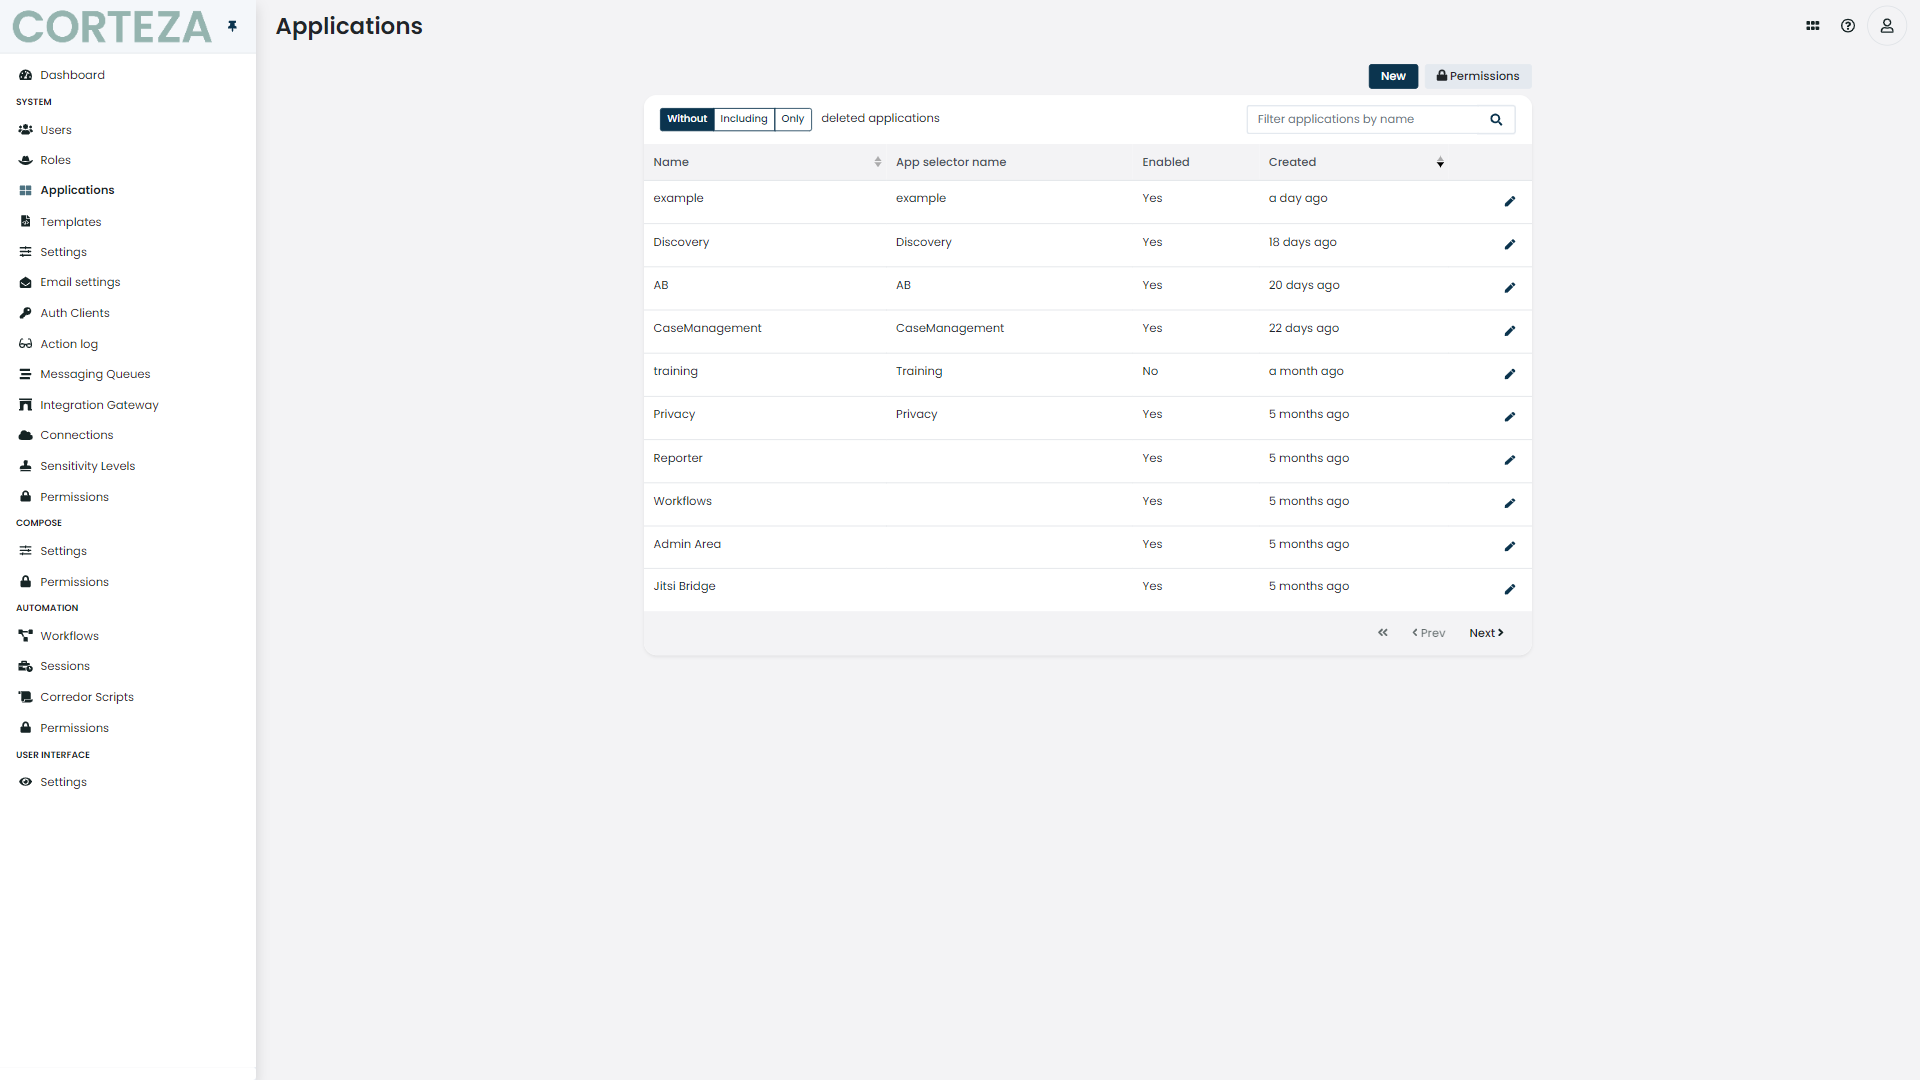 CORTEZA
Applications
Dashboard
SYSTEM
Users
Roles
Applications
Templates
Settings
Email settings
Auth Clients
Action log
Messaging Queues
Integration Gateway
Connections
Sensitivity Levels
Permissions
COMPOSE
Settings
Permissions
AUTOMATION
Workflows
Sessions
Corredor Scripts
Permissions
USER INTERFACE
Settings
New Permissions
Without Including Only deleted applications Filter applications by name
Name App selector name Enabled Created
example example Yes a day ago
Discovery Discovery Yes 18 days ago
AB AB Yes 20 days ago
CaseManagement CaseManagement Yes 22 days ago
training Training No a month ago
Privacy Privacy Yes 5 months ago
Reporter Yes 5 months ago
Workflows Yes 5 months ago
Admin Area Yes 5 months ago
Jitsi Bridge Yes 5 months ago
Prev Next